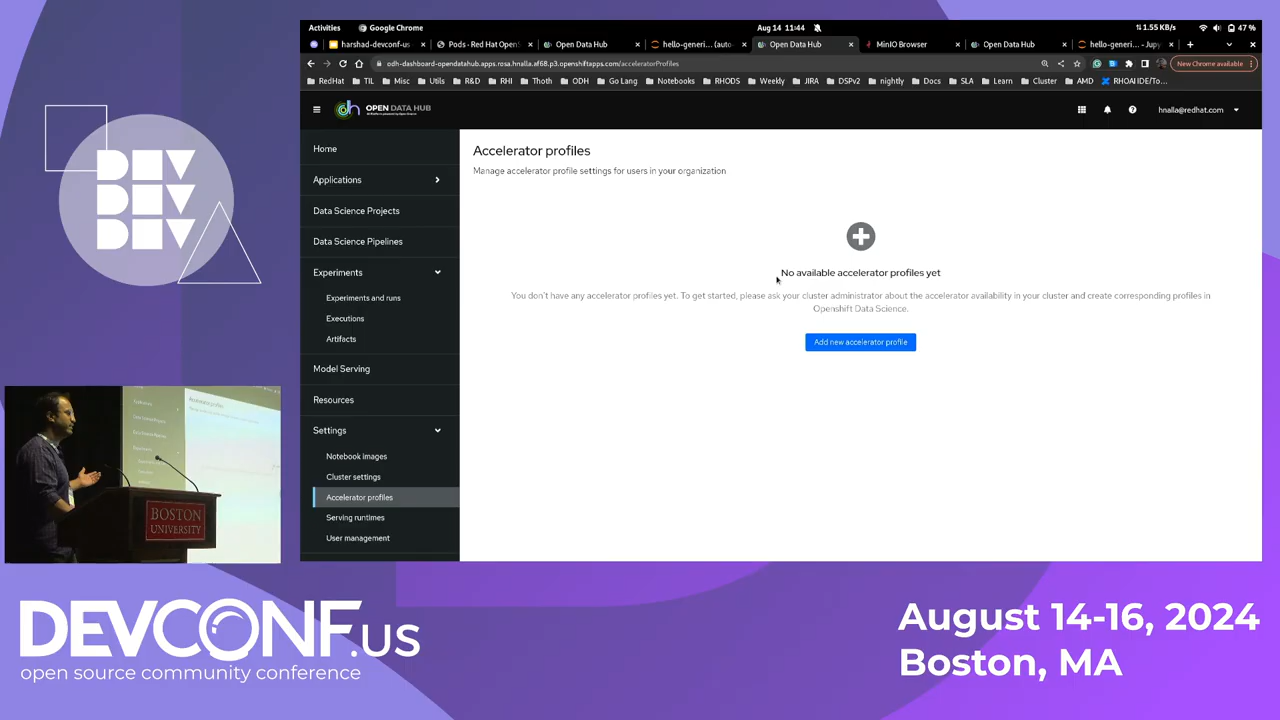 Activities
Google Chrome
Aug 14 11:44
1.55 KB/s
47 %
harshad-devconf-us
Pods - Red Hat Open
Open Data Hub
hello-generi... (auto
Open Data Hub
MinIO Browser
Open Data Hub
hello-generi... - Jupy
odh-dashboard-opendatahub.apps.rosa.hnalla.af68.p3.openshiftapps.com/acceleratorProfiles
New Chrome available
RedHat
TIL
Misc
Utils
R&D
RHI
Thoth
ODH
Go Lang
Notebooks
RHODS
Weekly
JIRA
DSPv2
nightly
Docs
SLA
Learn
Cluster
AMD
RHOAI IDE/To...
OPEN DATA HUB
hnalla@redhat.com
Home
Applications
Data Science Projects
Data Science Pipelines
Experiments
Experiments and runs
Executions
Artifacts
Model Serving
Resources
Settings
Notebook images
Cluster settings
Accelerator profiles
Serving runtimes
User management
Accelerator profiles
Manage accelerator profile settings for users in your organization
No available accelerator profiles yet
You don't have any accelerator profiles yet. To get started, please ask your cluster administrator about the accelerator availability in your cluster and create corresponding profiles in
Openshift Data Science.
Add new accelerator profile
DEV
DEV
DEV
BOSTON
UNIVERSITY
DEVCONF.US
open source community conference
August 14-16, 2024
Boston, MA